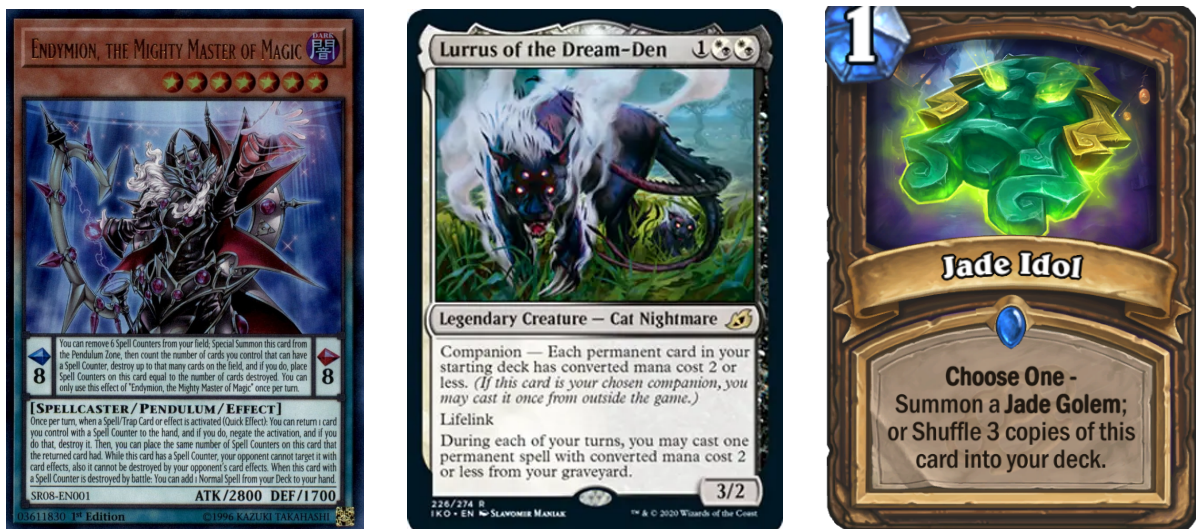 ENDYMION, THE MIGHTY MASTER OF MAGIC
DARK
闇
You can remove 6 Spell Counters from your field; Special Summon this card
from the Pendulum Zone, then count the number of cards you control that can have
a Spell Counter, destroy up to that many cards on the field, and if you do, place
Spell Counters on this card equal to the number of cards destroyed. You can
only use this effect of "Endymion, the Mighty Master of Magic" once per turn.
8
8
[SPELLCASTER/PENDULUM/EFFECT]
Once per turn, when a Spell/Trap Card or effect is activated (Quick Effect): You can return 1 card
you control with a Spell Counter to the hand, and if you do, negate the activation, and if you
do that, destroy it. Then, you can place the same number of Spell Counters on this card that
the returned card had. While this card has a Spell Counter, your opponent cannot target it with
card effects, also it cannot be destroyed by your opponent's card effects. When this card with
a Spell Counter is destroyed by battle: You can add 1 Normal Spell from your Deck to your hand.
SR08-EN001
ATK/2800 DEF/1700
03611830 1st Edition
©1996 KAZUKI TAKAHASHI
Lurrus of the Dream-Den
1
Legendary Creature — Cat Nightmare
Companion — Each permanent card in your
starting deck has converted mana cost 2 or
less. (If this card is your chosen companion, you
may cast it once from outside the game.)
Lifelink
During each of your turns, you may cast one
permanent spell with converted mana cost 2
or less from your graveyard.
3/2
226/274 R
IKO • EN SLAWOMIR MANIAK
™ & © 2020 Wizards of the Coast
1
Jade Idol
Choose One -
Summon a Jade Golem;
or Shuffle 3 copies of this
card into your deck.